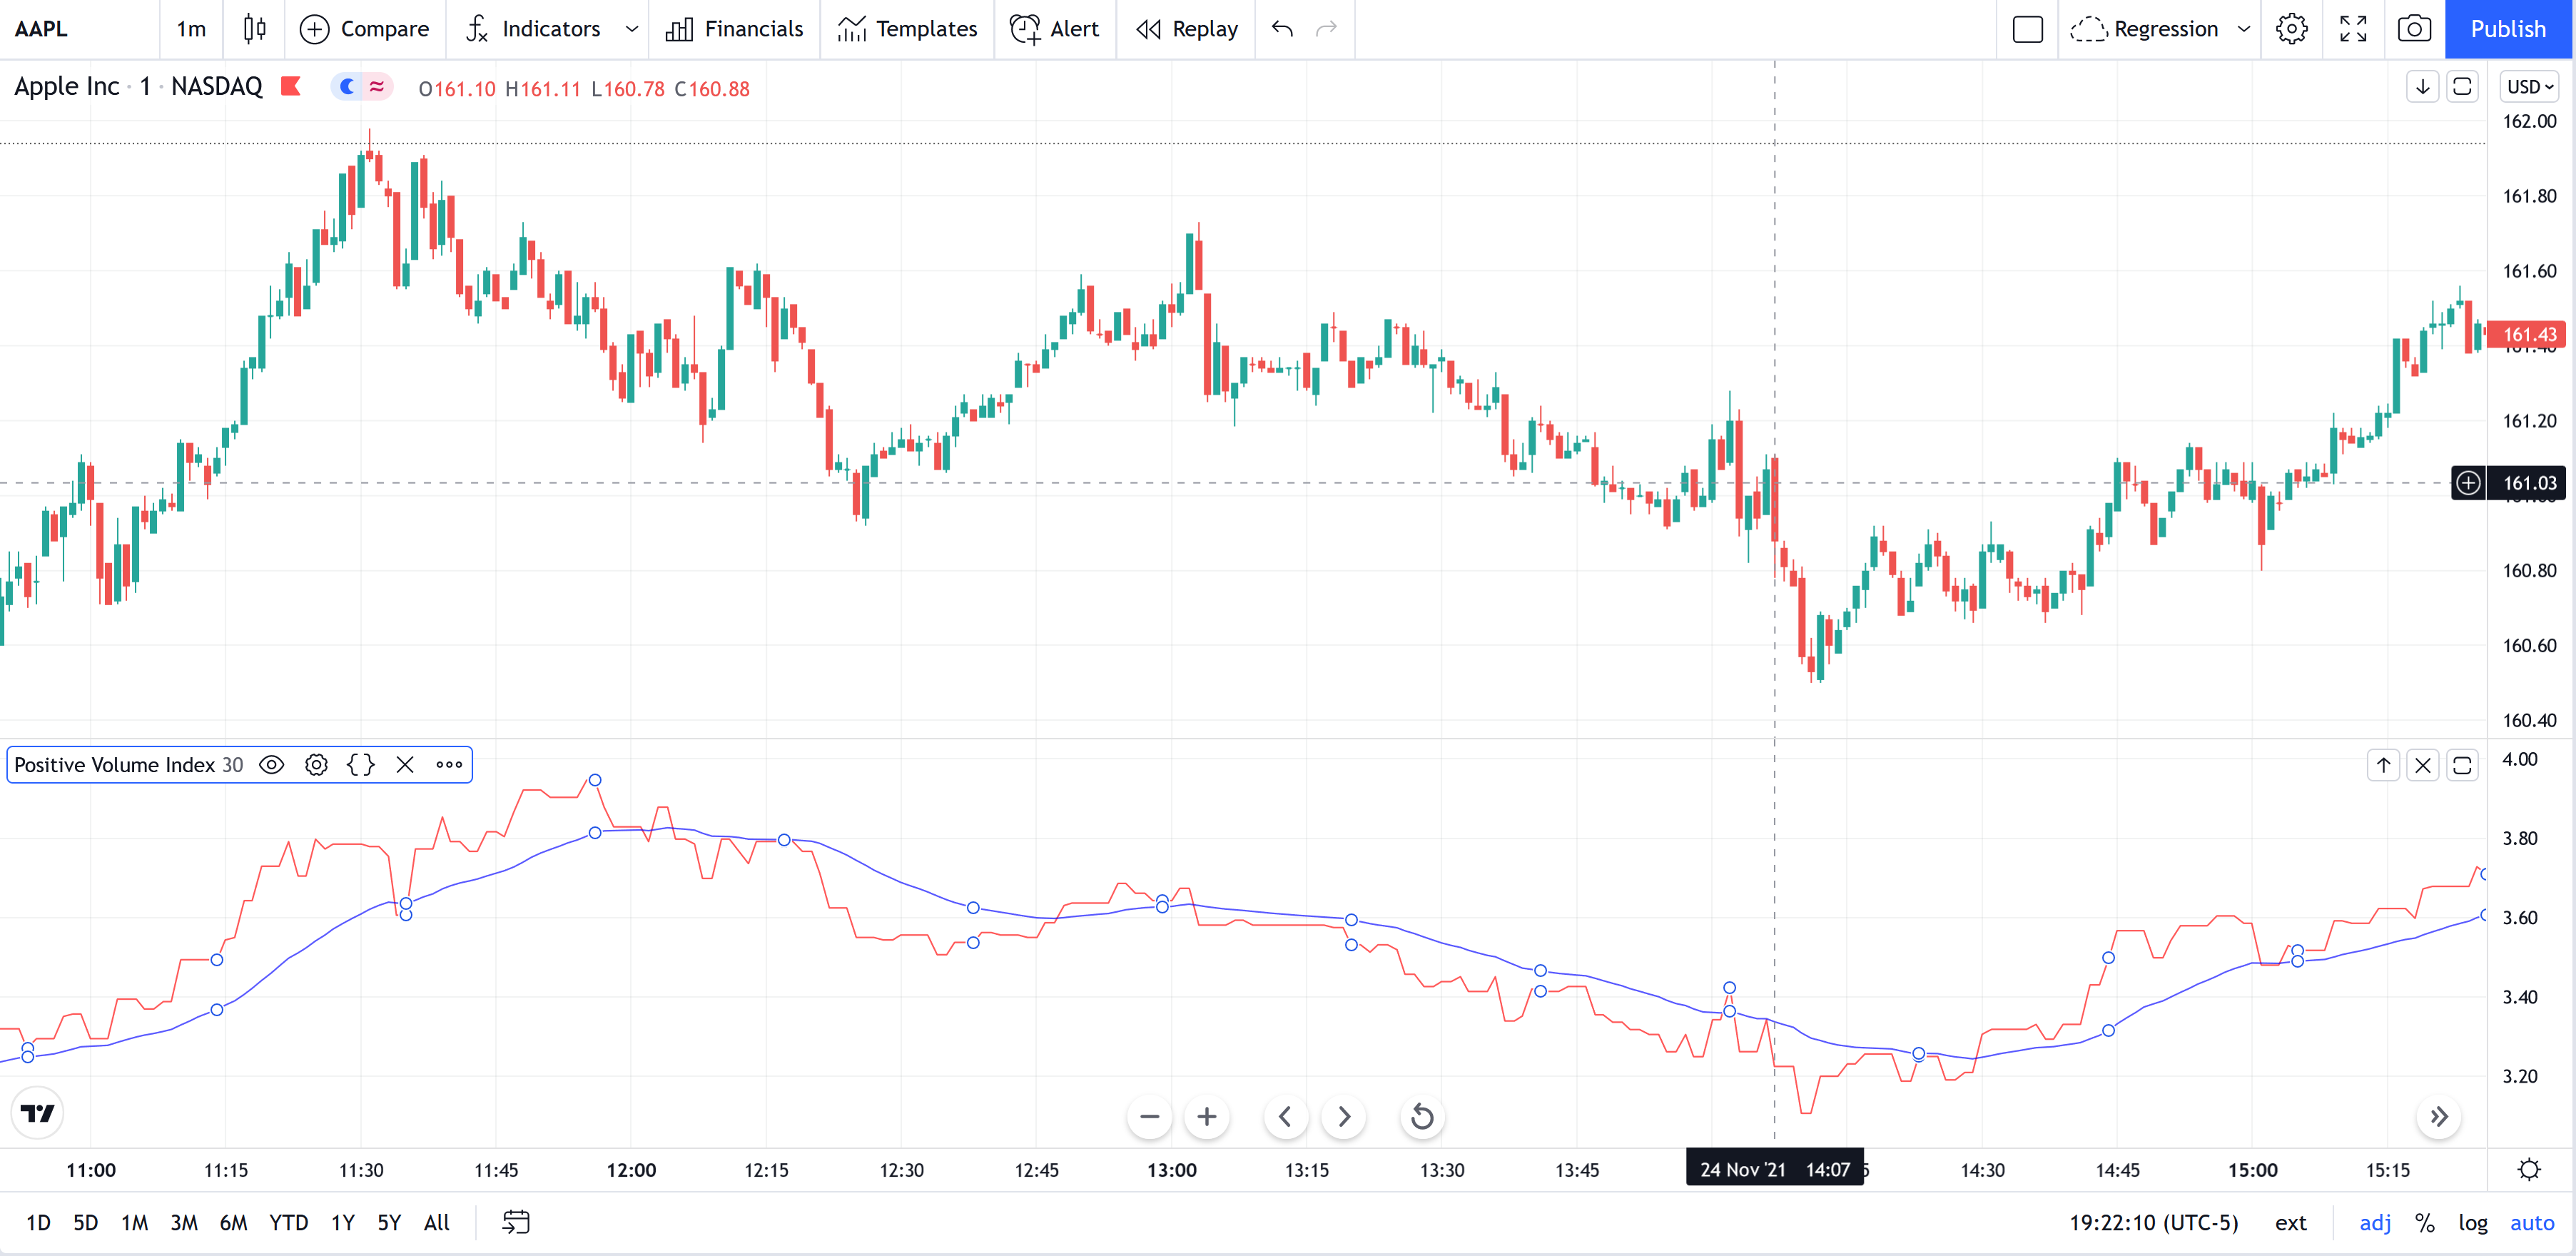 AAPL 1m Compare Indicators Financials Templates Alert Replay Regression Publish
Apple Inc · 1 · NASDAQ O161.10 H161.11 L160.78 C160.88 USD
162.00
161.80
161.60
161.43
161.20
161.03
160.80
160.60
160.40
Positive Volume Index 30
4.00
3.80
3.60
3.40
3.20
11:00 11:15 11:30 11:45 12:00 12:15 12:30 12:45 13:00 13:15 13:30 13:45 24 Nov '21 14:07 14:30 14:45 15:00 15:15
1D 5D 1M 3M 6M YTD 1Y 5Y All 19:22:10 (UTC-5) ext adj % log auto